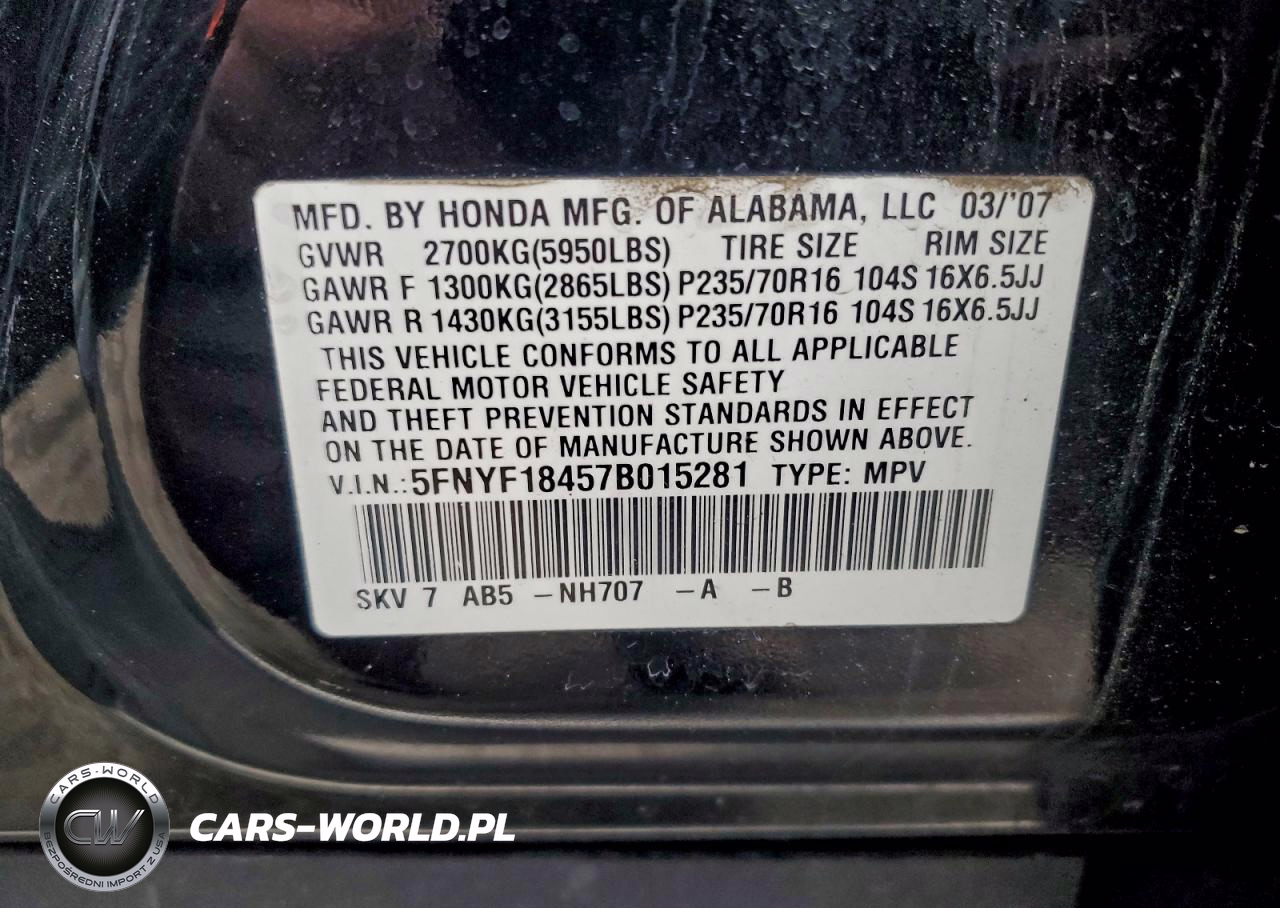 MFD. BY HONDA MFG. OF ALABAMA, LLC 03/'07
GVWR 2700KG(5950LBS) TIRE SIZE RIM SIZE
GAWR F 1300KG(2865LBS) P235/70R16 104S 16X6.5JJ
GAWR R 1430KG(3155LBS) P235/70R16 104S 16X6.5JJ
THIS VEHICLE CONFORMS TO ALL APPLICABLE
FEDERAL MOTOR VEHICLE SAFETY
AND THEFT PREVENTION STANDARDS IN EFFECT
ON THE DATE OF MANUFACTURE SHOWN ABOVE.
V.I.N.: 5FNYF18457B015281 TYPE: MPV
SKV 7 AB5 -NH707 -A -B
CARS-WORLD
CW
BEZPOŚREDNI IMPORT Z USA
CARS-WORLD.PL